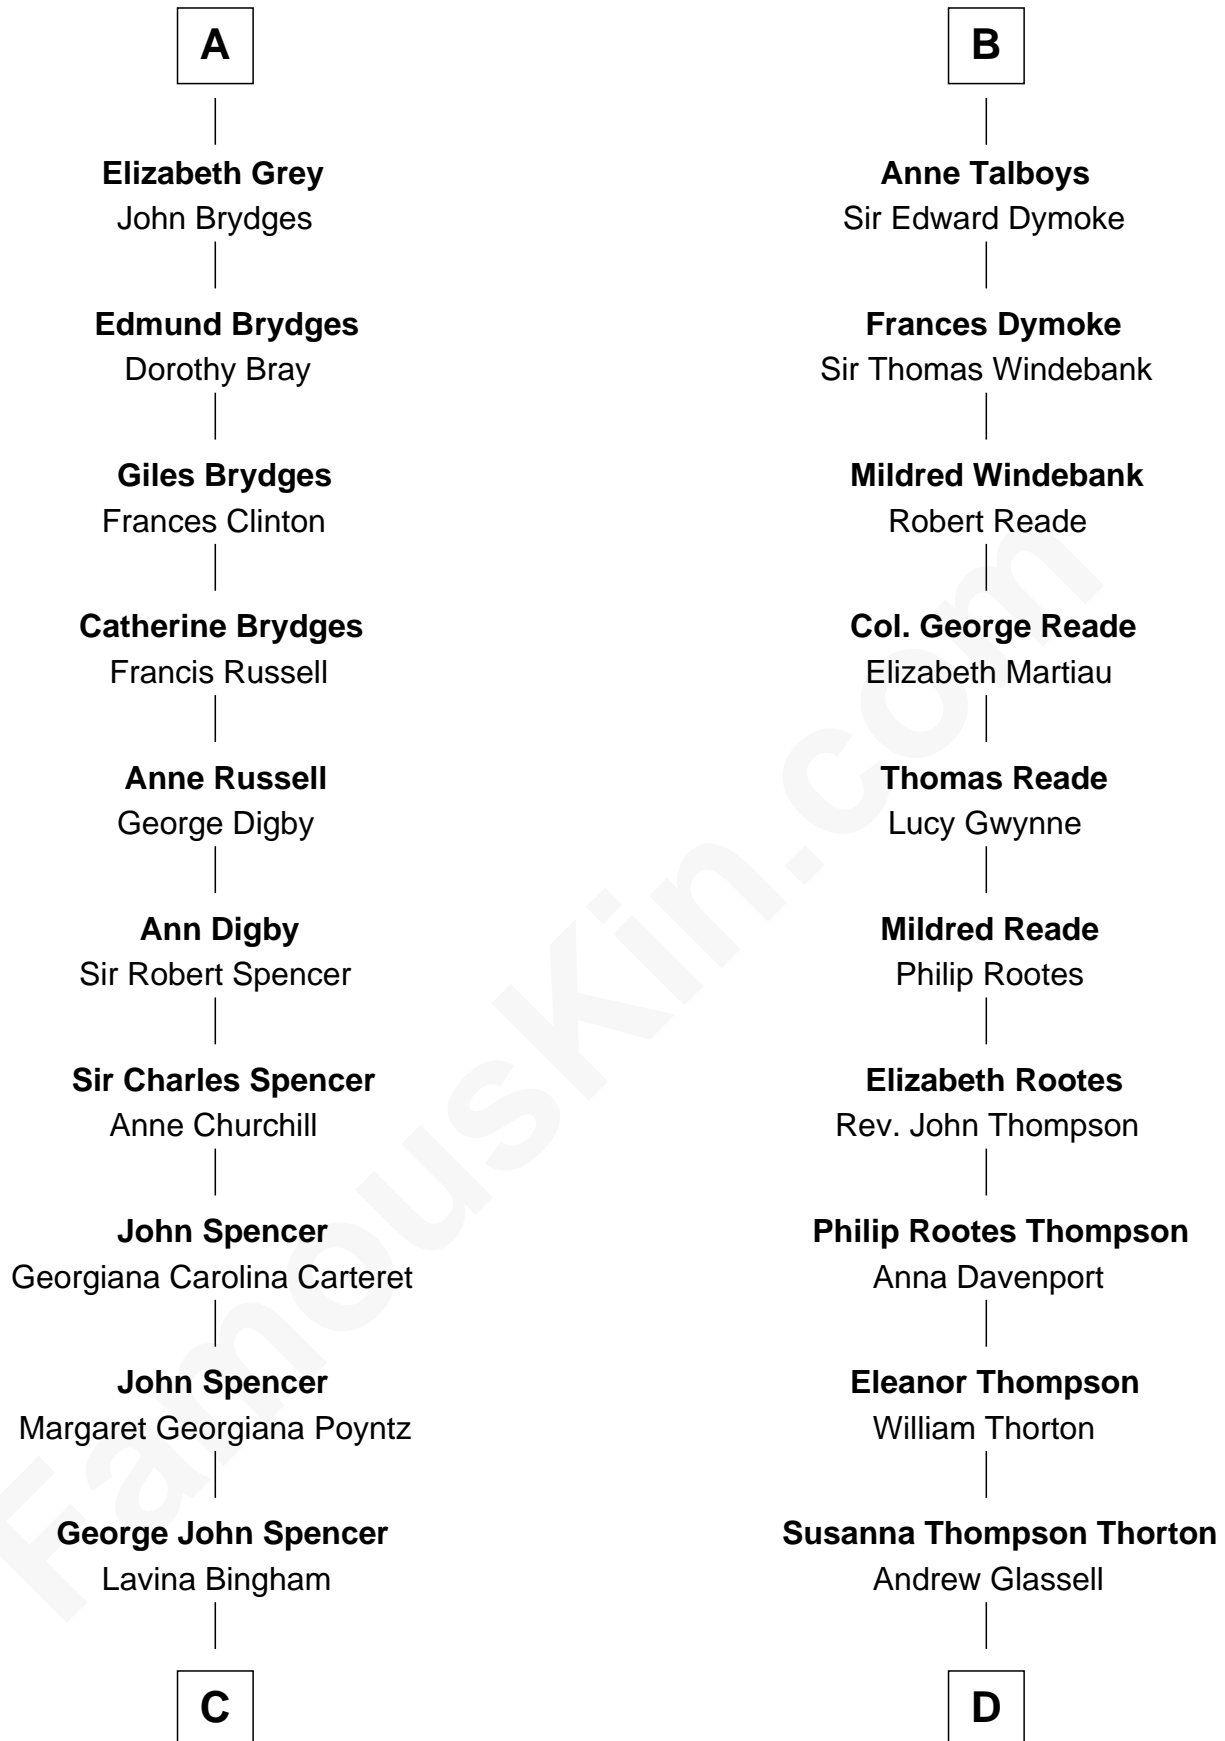 A
Elizabeth Grey
John Brydges
Edmund Brydges
Dorothy Bray
Giles Brydges
Frances Clinton
Catherine Brydges
Francis Russell
Anne Russell
George Digby
Ann Digby
Sir Robert Spencer
Sir Charles Spencer
Anne Churchill
John Spencer
Georgiana Carolina Carteret
John Spencer
Margaret Georgiana Poyntz
George John Spencer
Lavina Bingham
C
B
Anne Talboys
Sir Edward Dymoke
Frances Dymoke
Sir Thomas Windebank
Mildred Windebank
Robert Reade
Col. George Reade
Elizabeth Martiau
Thomas Reade
Lucy Gwynne
Mildred Reade
Philip Rootes
Elizabeth Rootes
Rev. John Thompson
Philip Rootes Thompson
Anna Davenport
Eleanor Thompson
William Thorton
Susanna Thompson Thorton
Andrew Glassell
D
FamousKin.com